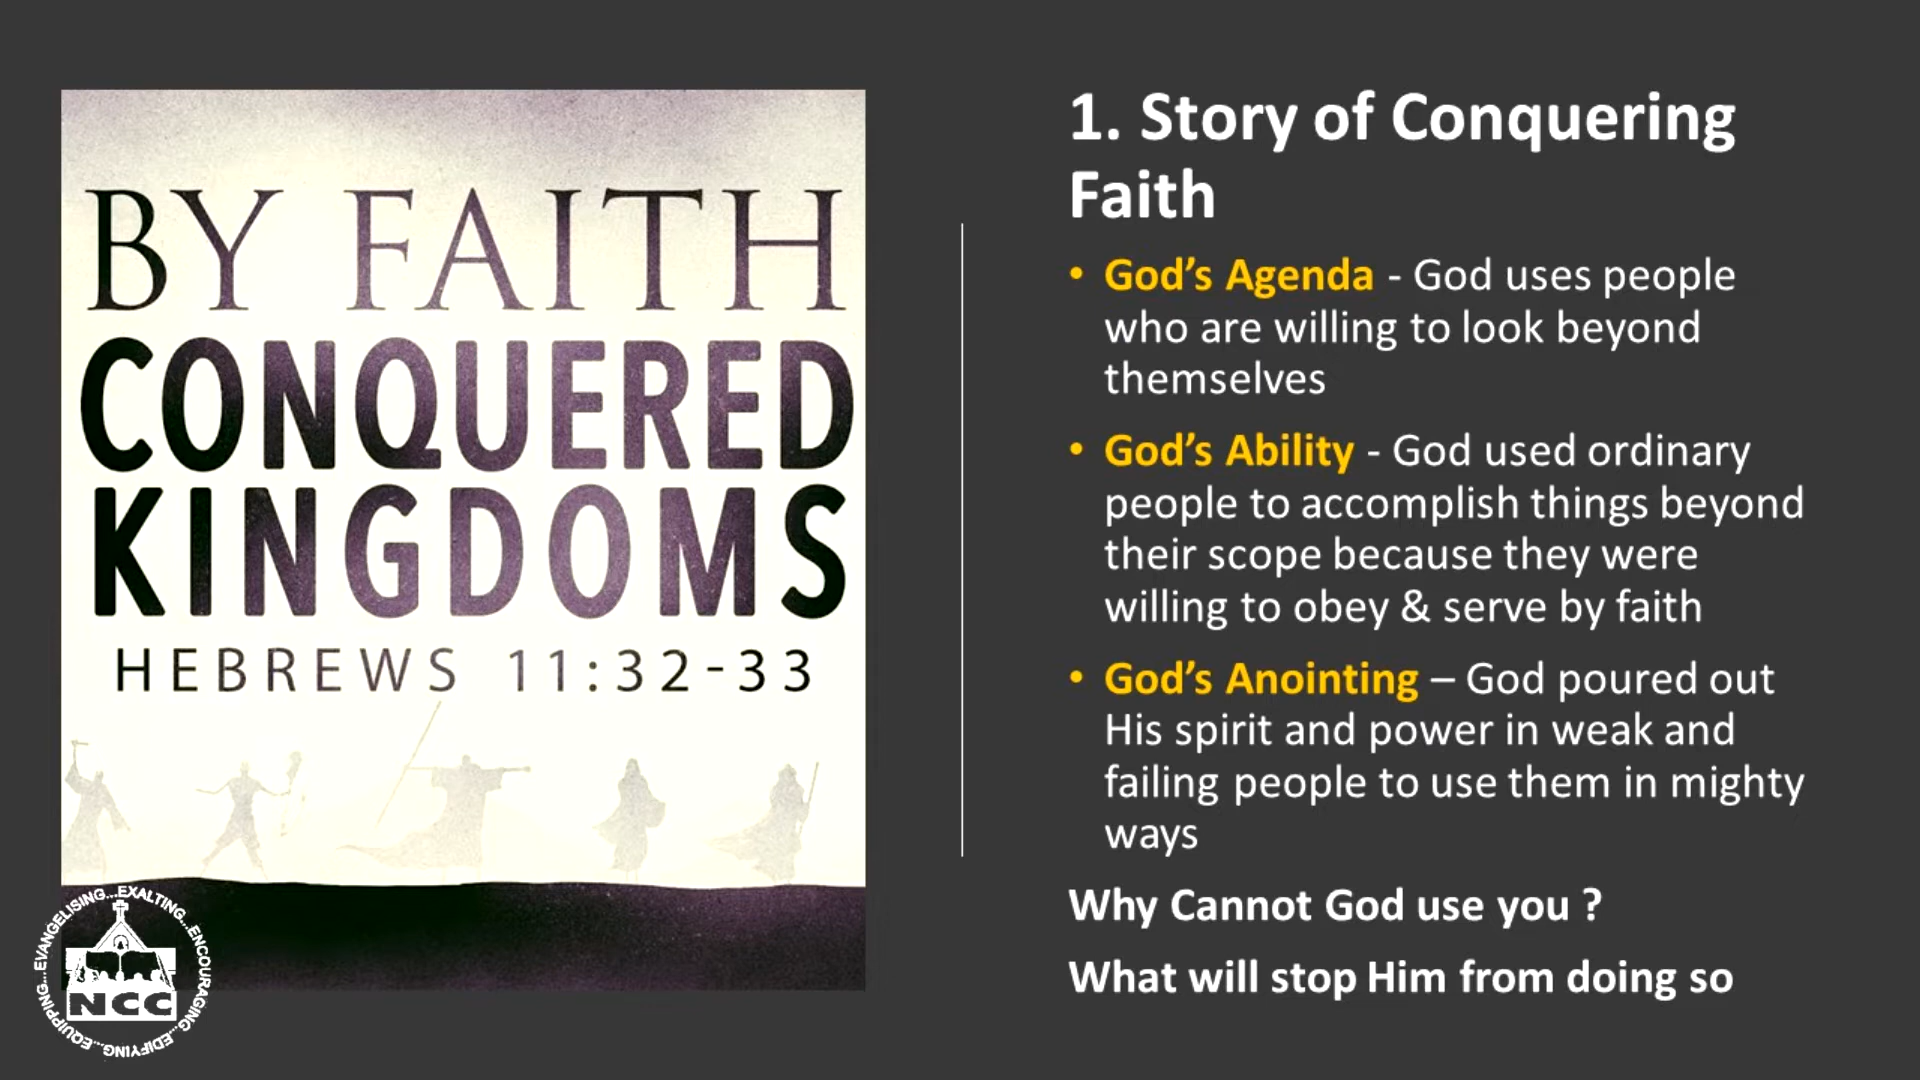 BY FAITH
CONQUERED
KINGDOMS
HEBREWS 11:32-33
1. Story of Conquering
Faith
• God’s Agenda - God uses people
who are willing to look beyond
themselves
• God’s Ability - God used ordinary
people to accomplish things beyond
their scope because they were
willing to obey & serve by faith
• God’s Anointing – God poured out
His spirit and power in weak and
failing people to use them in mighty
ways
Why Cannot God use you ?
What will stop Him from doing so
EVANGELISING...EXALTING...ENCOURAGING...EDIFYING...EQUIPPING...
NCC